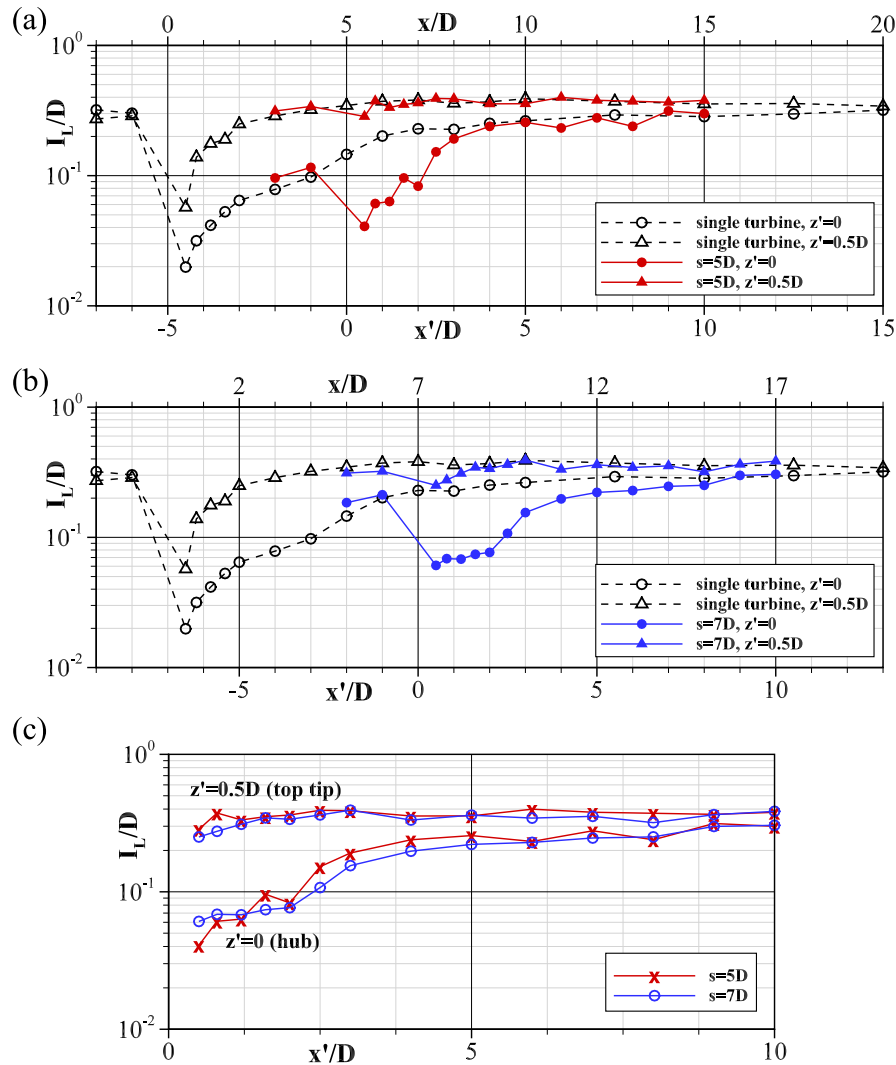 (a)
0 5 x/D 10 15 20
10^0
I_L/D
10^-1
10^-2
single turbine, z'=0
single turbine, z'=0.5D
s=5D, z'=0
s=5D, z'=0.5D
-5 0 x'/D 5 10 15
(b)
2 x/D 7 12 17
10^0
I_L/D
10^-1
10^-2
single turbine, z'=0
single turbine, z'=0.5D
s=7D, z'=0
s=7D, z'=0.5D
-5 x'/D 0 5 10
(c)
10^0
z'=0.5D (top tip)
I_L/D
10^-1
z'=0 (hub)
s=5D
s=7D
10^-2
0 x'/D 5 10